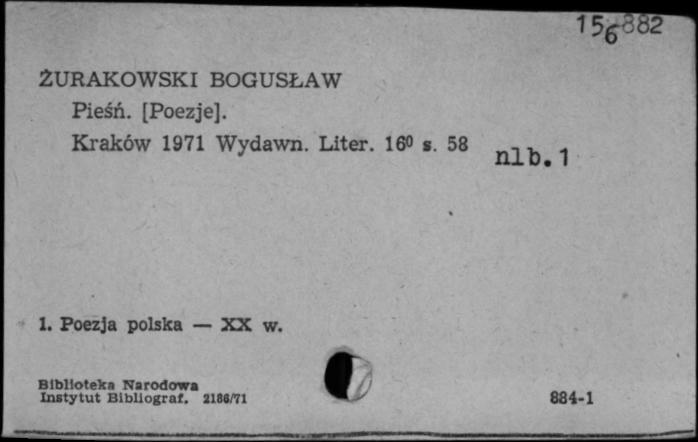 156882
ŻURAKOWSKI BOGUSŁAW
Pieśń. [Poezje].
Kraków 1971 Wydawn. Liter. 16⁰ s. 58 nlb.1
1. Poezja polska — XX w.
Biblioteka Narodowa
Instytut Bibliograf. 2186/71
884-1